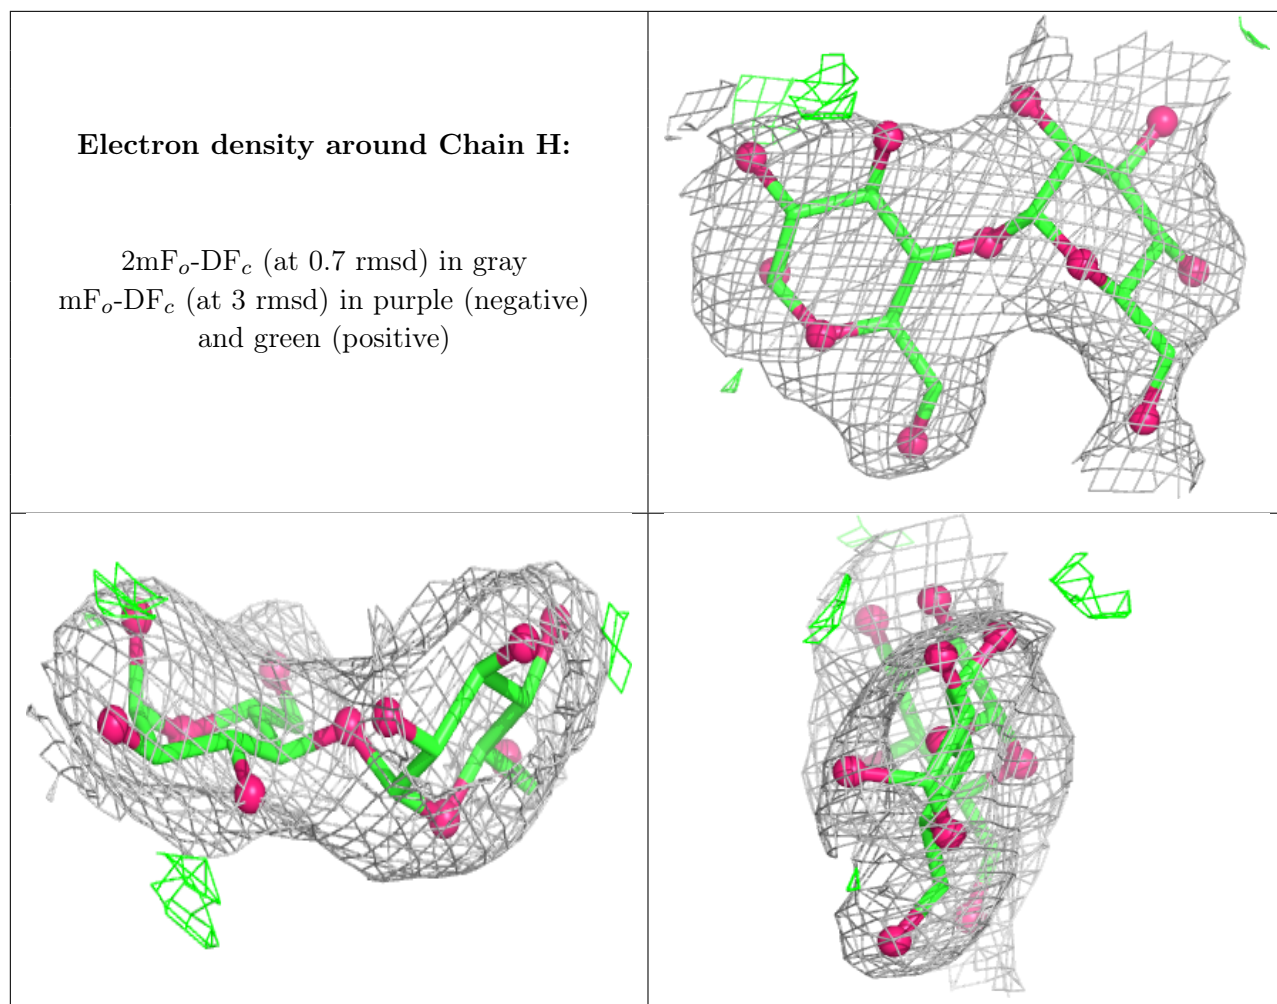 Electron density around Chain H:
2mFₒ-DF𝒸 (at 0.7 rmsd) in gray
mFₒ-DF𝒸 (at 3 rmsd) in purple (negative)
and green (positive)